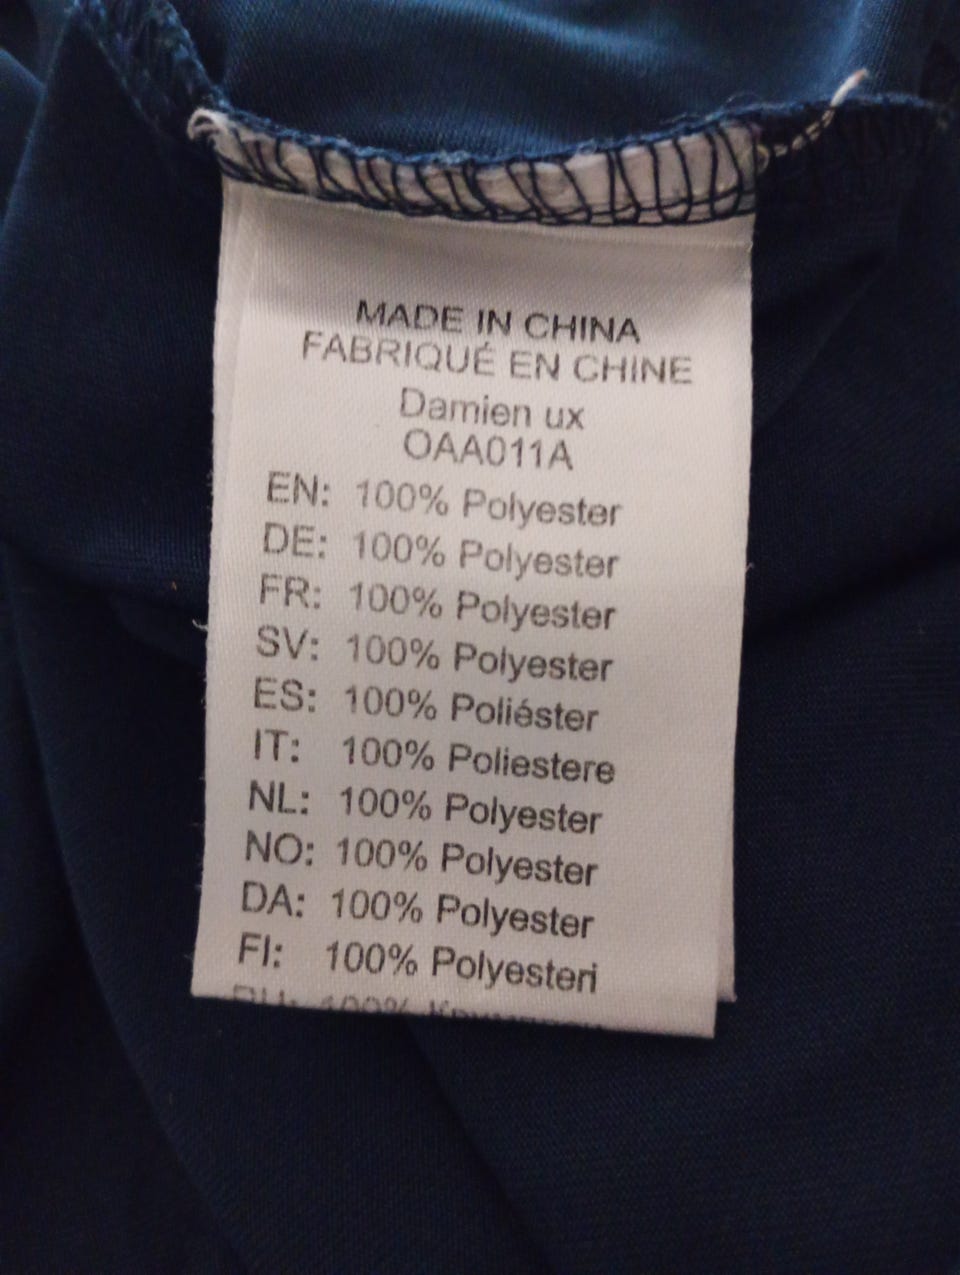 MADE IN CHINA
FABRIQUÉ EN CHINE
Damien ux
OAA011A
EN: 100% Polyester
DE: 100% Polyester
FR: 100% Polyester
SV: 100% Polyester
ES: 100% Poliéster
IT: 100% Poliestere
NL: 100% Polyester
NO: 100% Polyester
DA: 100% Polyester
FI: 100% Polyesteri
RU: 100%